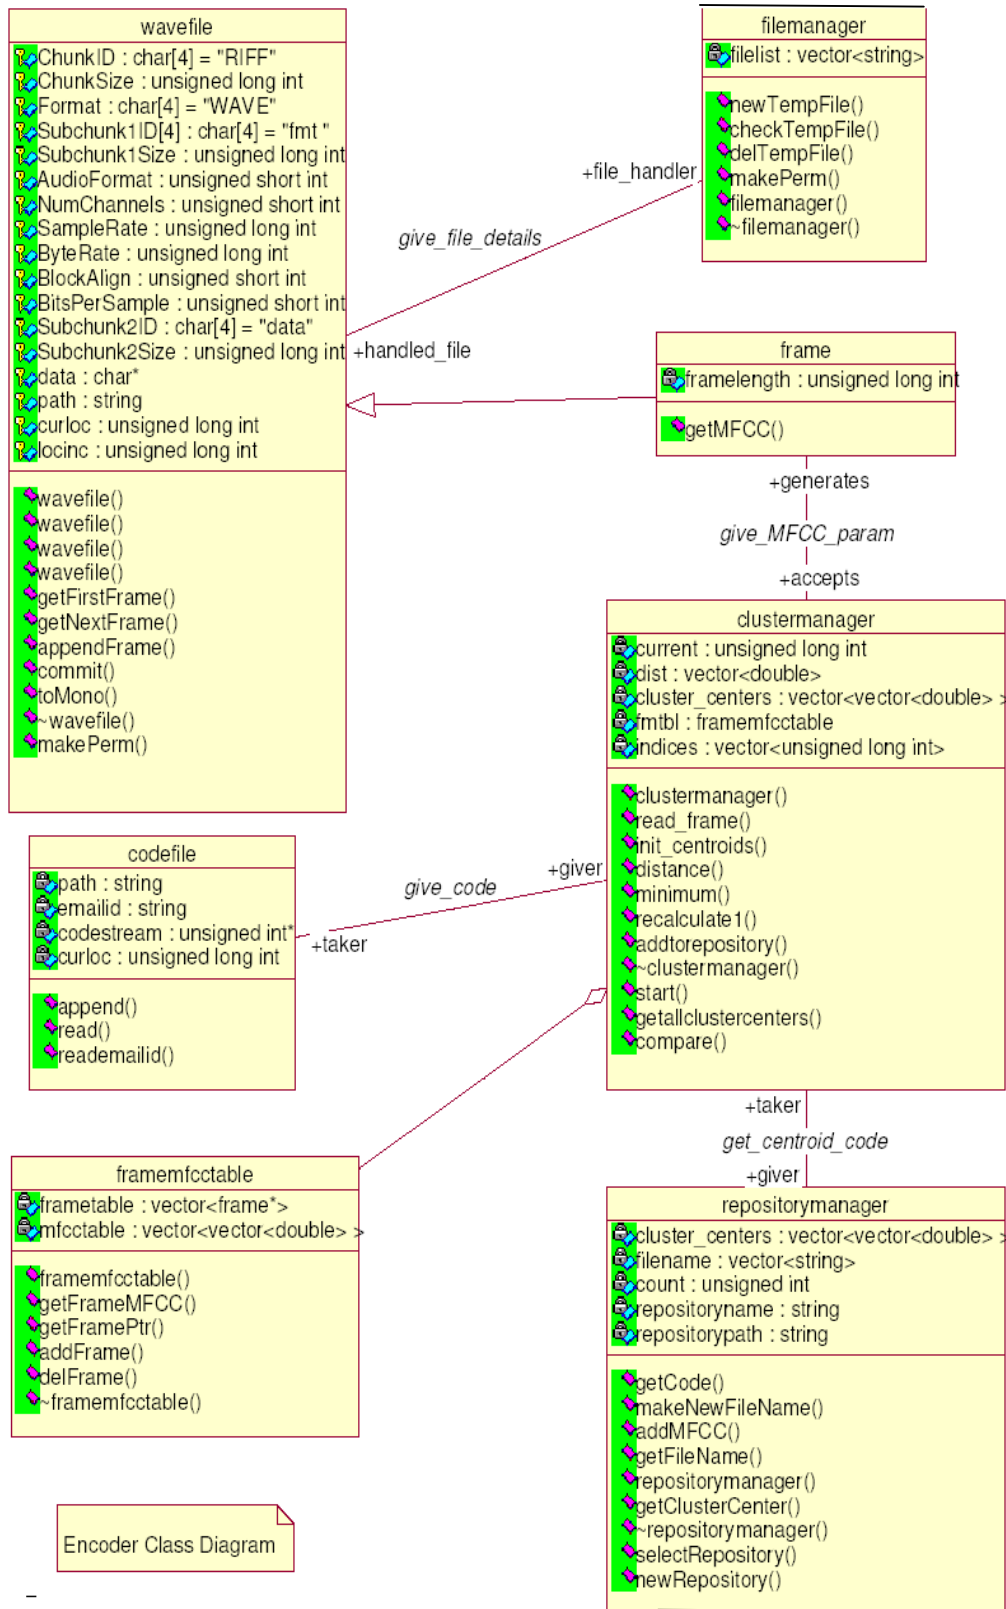 wavefile
ChunkID : char[4] = "RIFF"
ChunkSize : unsigned long int
Format : char[4] = "WAVE"
Subchunk1ID[4] : char[4] = "fmt "
Subchunk1Size : unsigned long int
AudioFormat : unsigned short int
NumChannels : unsigned short int
SampleRate : unsigned long int
ByteRate : unsigned long int
BlockAlign : unsigned short int
BitsPerSample : unsigned short int
Subchunk2ID : char[4] = "data"
Subchunk2Size : unsigned long int
data : char*
path : string
curloc : unsigned long int
locinc : unsigned long int
wavefile()
wavefile()
wavefile()
wavefile()
getFirstFrame()
getNextFrame()
appendFrame()
commit()
toMono()
~wavefile()
makePerm()
filemanager
filelist : vector<string>
newTempFile()
checkTempFile()
delTempFile()
makePerm()
filemanager()
~filemanager()
+file_handler
give_file_details
+handled_file
frame
framelength : unsigned long int
getMFCC()
+generates
give_MFCC_param
+accepts
clustermanager
current : unsigned long int
dist : vector<double>
cluster_centers : vector<vector<double> >
fmtbl : framemfcctable
indices : vector<unsigned long int>
clustermanager()
read_frame()
init_centroids()
distance()
minimum()
recalculate1()
addtorepository()
~clustermanager()
start()
getallclustercenters()
compare()
codefile
path : string
emailid : string
codestream : unsigned int*
curloc : unsigned long int
append()
read()
reademailid()
+giver
give_code
+taker
+taker
get_centroid_code
+giver
framemfcctable
frametable : vector<frame*>
mfcctable : vector<vector<double> >
framemfcctable()
getFrameMFCC()
getFramePtr()
addFrame()
delFrame()
~framemfcctable()
repositorymanager
cluster_centers : vector<vector<double> >
filename : vector<string>
count : unsigned int
repositoryname : string
repositorypath : string
getCode()
makeNewFileName()
addMFCC()
getFileName()
repositorymanager()
getClusterCenter()
~repositorymanager()
selectRepository()
newRepository()
Encoder Class Diagram